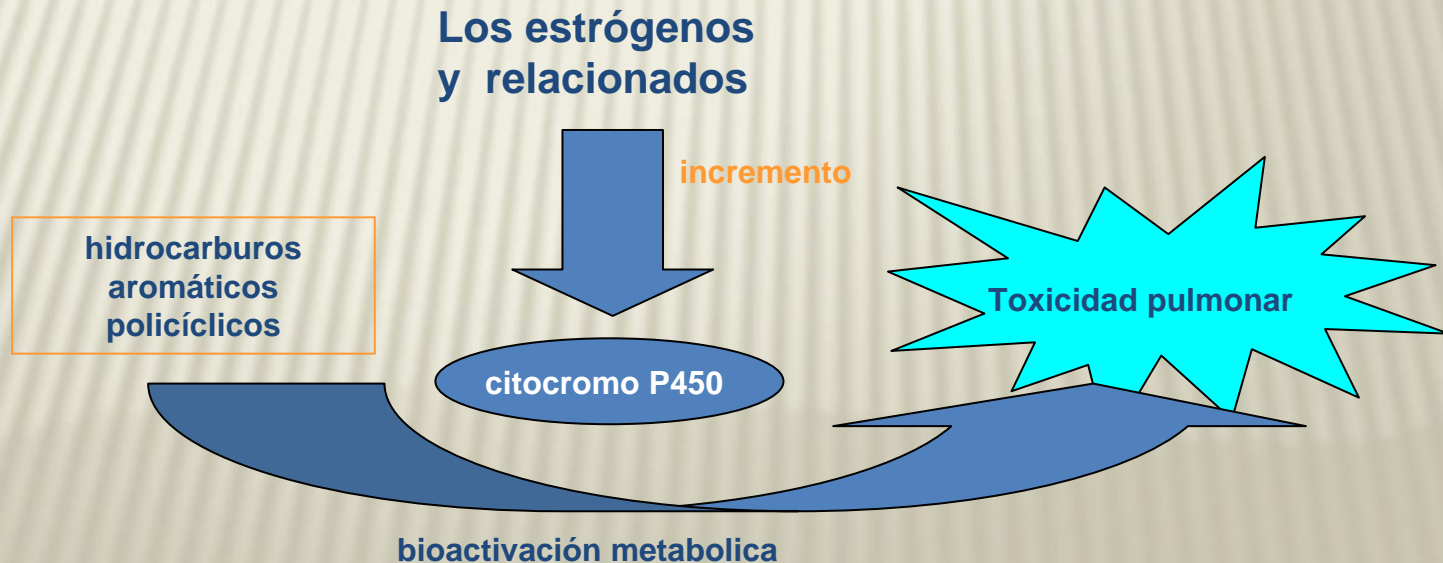 Los estrógenos
y relacionados
incremento
hidrocarburos
aromáticos
policíclicos
Toxicidad pulmonar
citocromo P450
bioactivación metabolica